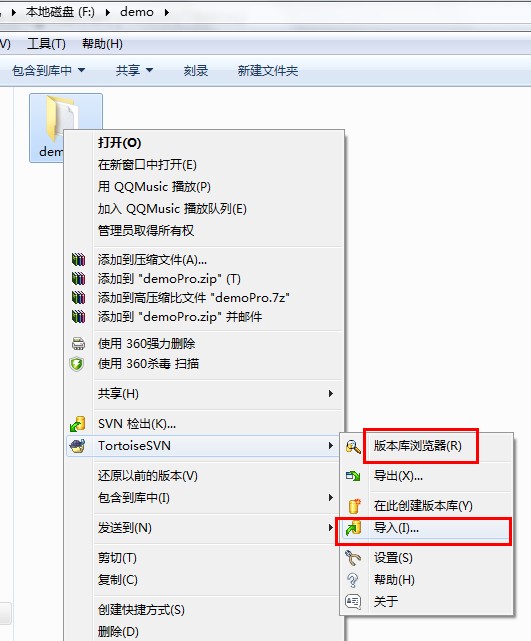 本地磁盘 (F:) demo
V) 工具(T) 帮助(H)
包含到库中 共享 刻录 新建文件夹
dem
打开(O)
在新窗口中打开(E)
用 QQMusic 播放(P)
加入 QQMusic 播放队列(E)
管理员取得所有权
添加到压缩文件(A)...
添加到 "demoPro.zip" (T)
添加到高压缩比文件 "demoPro.7z"
添加到 "demoPro.zip" 并邮件
使用 360强力删除
使用 360杀毒 扫描
共享(H)
SVN 检出(K)...
TortoiseSVN
还原以前的版本(V)
包含到库中(I)
发送到(N)
剪切(T)
复制(C)
创建快捷方式(S)
删除(D)
版本库浏览器(R)
导出(X)...
在此创建版本库(Y)
导入(I)...
设置(S)
帮助(H)
关于